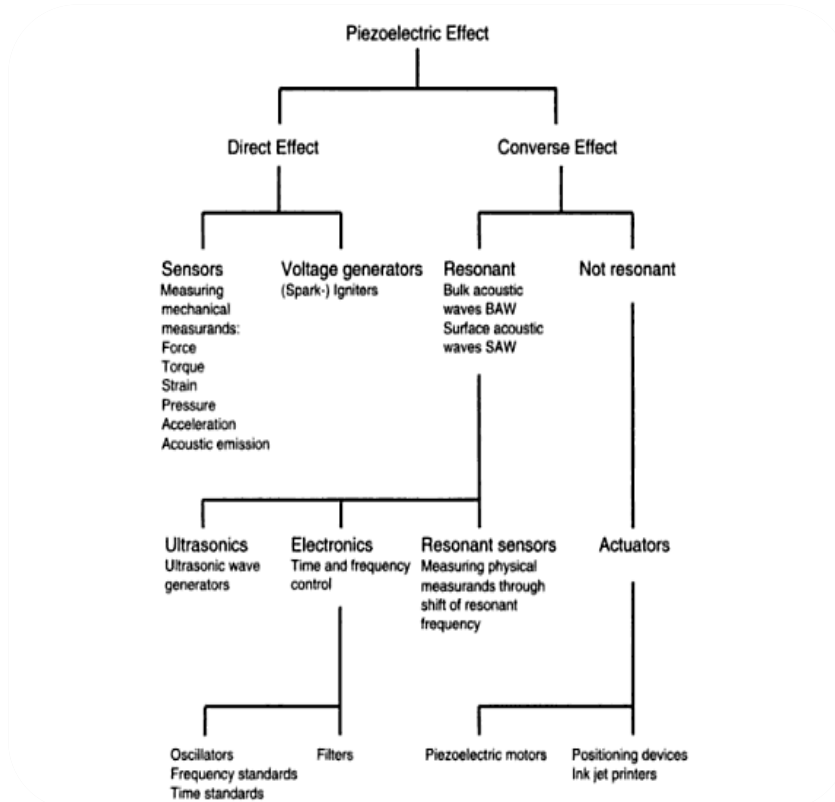 Piezoelectric Effect
Direct Effect
Converse Effect
Sensors
Measuring
mechanical
measurands:
Force
Torque
Strain
Pressure
Acceleration
Acoustic emission
Voltage generators
(Spark-) Igniters
Resonant
Bulk acoustic
waves BAW
Surface acoustic
waves SAW
Not resonant
Ultrasonics
Ultrasonic wave
generators
Electronics
Time and frequency
control
Resonant sensors
Measuring physical
measurands through
shift of resonant
frequency
Actuators
Oscillators
Frequency standards
Time standards
Filters
Piezoelectric motors
Positioning devices
Ink jet printers